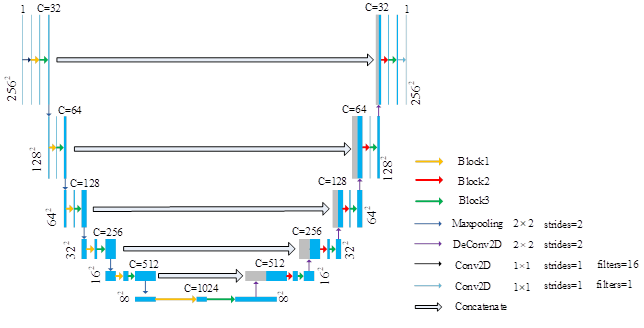 1 C=32 C=32 1
256² 256²
C=64 C=64
128² 128²
C=128 C=128
64² 64²
C=256 C=256
32² 32²
C=512 C=512
16² 16²
C=1024
8² 8²
Block1
Block2
Block3
Maxpooling 2×2 strides=2
DeConv2D 2×2 strides=2
Conv2D 1×1 strides=1 filters=16
Conv2D 1×1 strides=1 filters=1
Concatenate